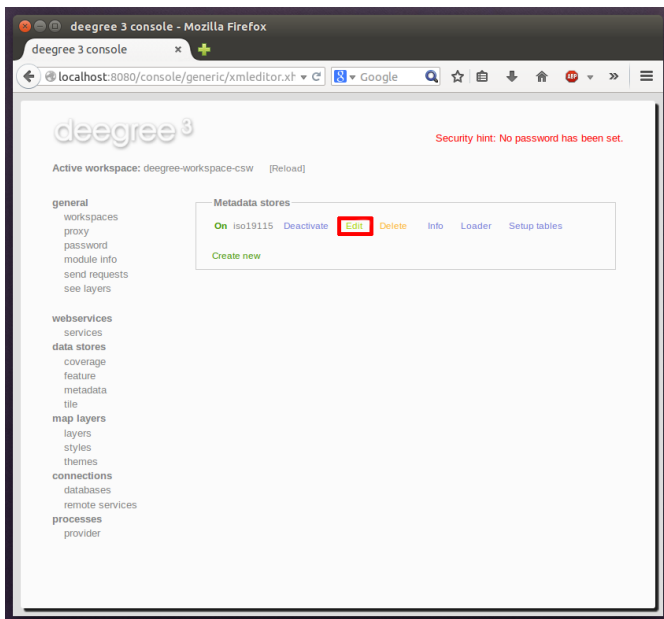 deegree 3 console - Mozilla Firefox
deegree 3 console
localhost:8080/console/generic/xmleditor.xh
Google
ABP
deegree 3
Security hint: No password has been set.
Active workspace: deegree-workspace-csw [Reload]
general
workspaces
proxy
password
module info
send requests
see layers
webservices
services
data stores
coverage
feature
metadata
tile
map layers
layers
styles
themes
connections
databases
remote services
processes
provider
Metadata stores
On iso19115 Deactivate Edit Delete Info Loader Setup tables
Create new